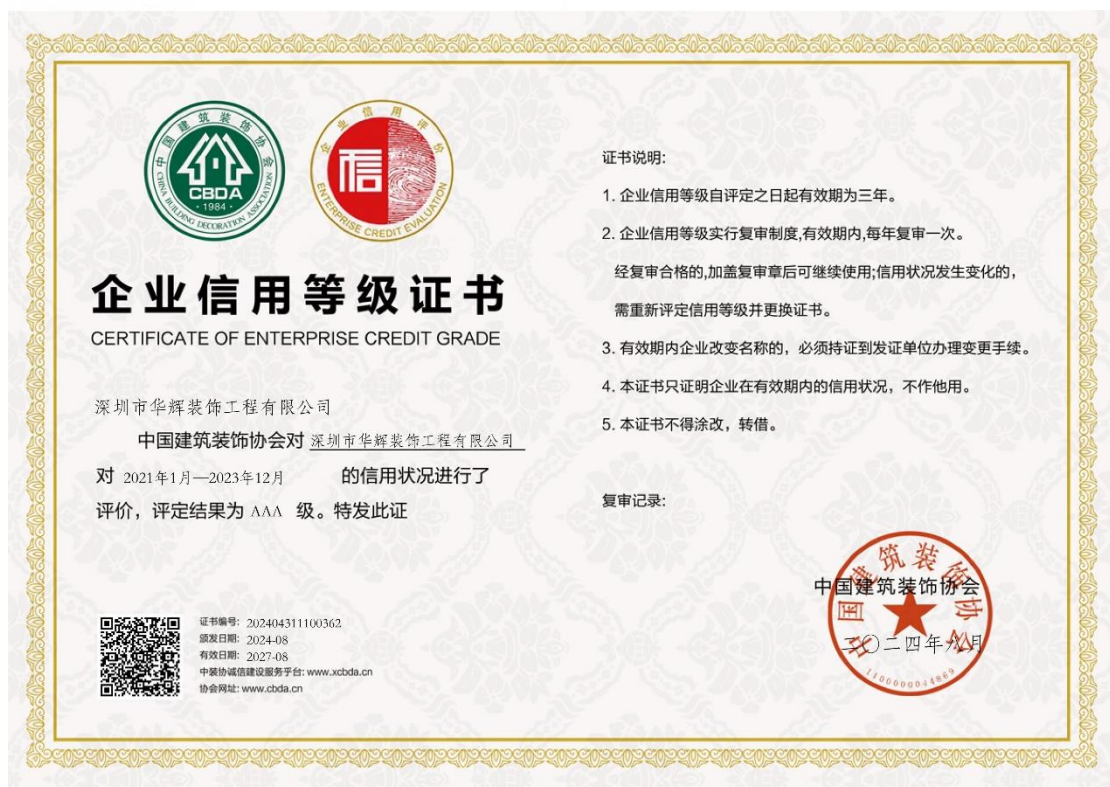 中国建筑装饰协会
CBDA
·1984·
CHINA BUILDING DECORATION ASSOCIATION
企业信用评价
信
ENTERPRISE CREDIT EVALUATION
企业信用等级证书
CERTIFICATE OF ENTERPRISE CREDIT GRADE
深圳市华辉装饰工程有限公司
中国建筑装饰协会对 深圳市华辉装饰工程有限公司
对 2021年1月—2023年12月 的信用状况进行了
评价，评定结果为 AAA 级。特发此证
证书编号: 202404311100362
颁发日期: 2024-08
有效日期: 2027-08
中装协诚信建设服务平台: www.xcbda.cn
协会网址: www.cbda.cn
证书说明:
1. 企业信用等级自评定之日起有效期为三年。
2. 企业信用等级实行复审制度,有效期内,每年复审一次。
经复审合格的,加盖复审章后可继续使用;信用状况发生变化的,
需重新评定信用等级并更换证书。
3. 有效期内企业改变名称的，必须持证到发证单位办理变更手续。
4. 本证书只证明企业在有效期内的信用状况，不作他用。
5. 本证书不得涂改，转借。
复审记录:
中国建筑装饰协会
二〇二四年八月
中国建筑装饰协会